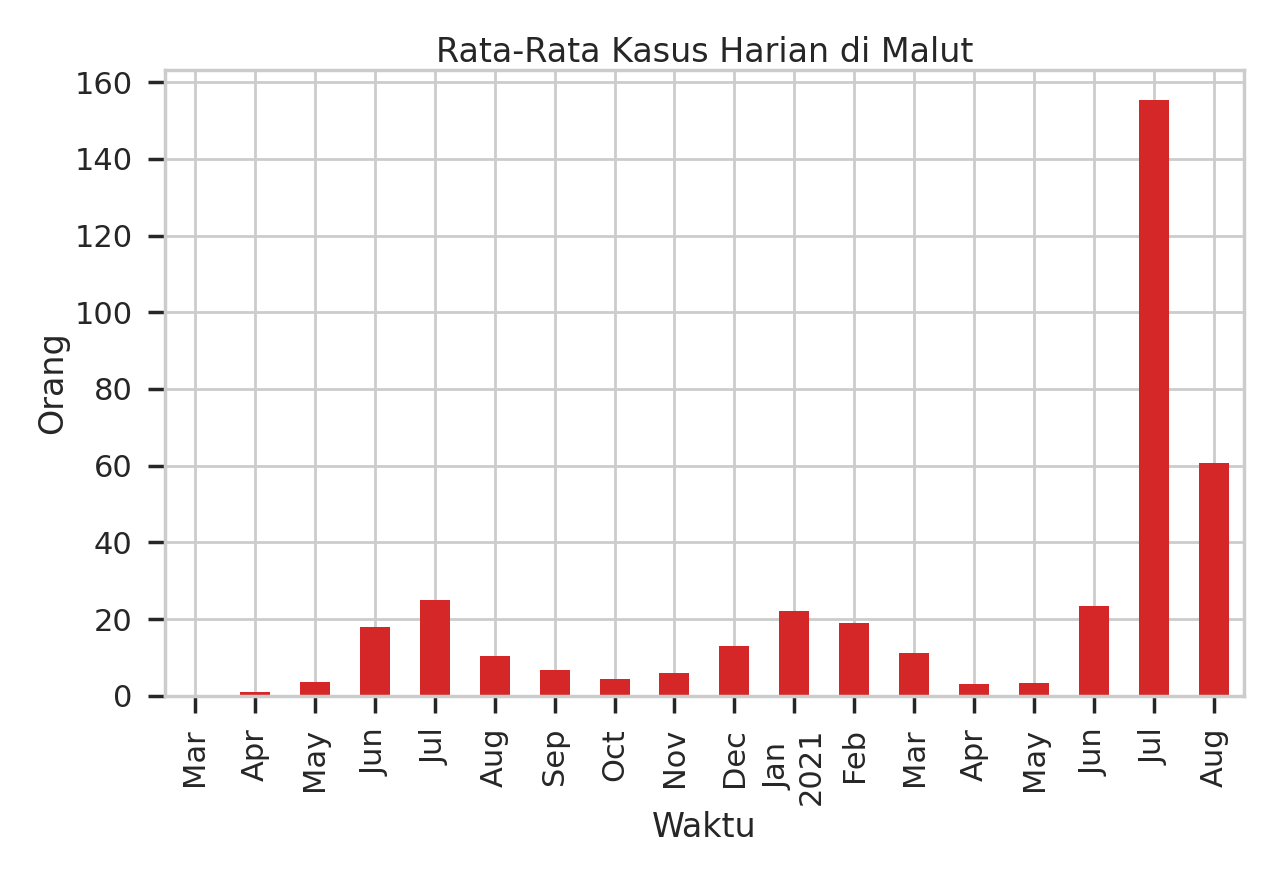 Rata-Rata Kasus Harian di Malut
160
140
120
100
80
60
40
20
0
Orang
Mar
Apr
May
Jun
Jul
Aug
Sep
Oct
Nov
Dec
Jan
2021
Feb
Mar
Apr
May
Jun
Jul
Aug
Waktu